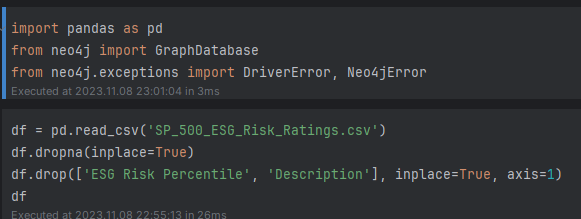 import pandas as pd
from neo4j import GraphDatabase
from neo4j.exceptions import DriverError, Neo4jError
Executed at 2023.11.08 23:01:04 in 3ms
df = pd.read_csv('SP_500_ESG_Risk_Ratings.csv')
df.dropna(inplace=True)
df.drop(['ESG Risk Percentile', 'Description'], inplace=True, axis=1)
df
Executed at 2023.11.08 22:55:13 in 26ms